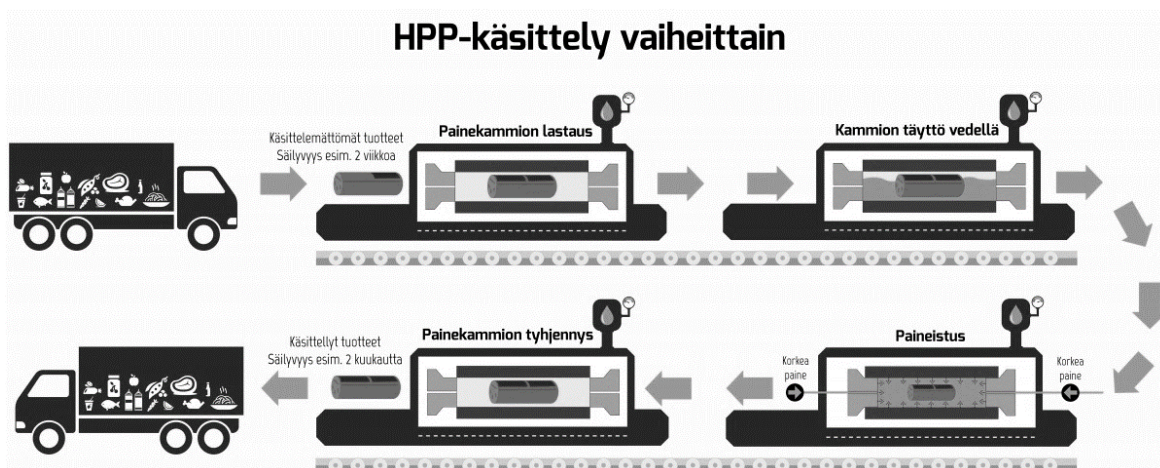 HPP-käsittely vaiheittain
Käsittelemättömät tuotteet
Säilyvyys esim. 2 viikkoa
Painekammion lastaus
Kammion täyttö vedellä
Käsittellyt tuotteet
Säilyvyys esim. 2 kuukautta
Painekammion tyhjennys
Paineistus
Korkea
paine
Korkea
paine